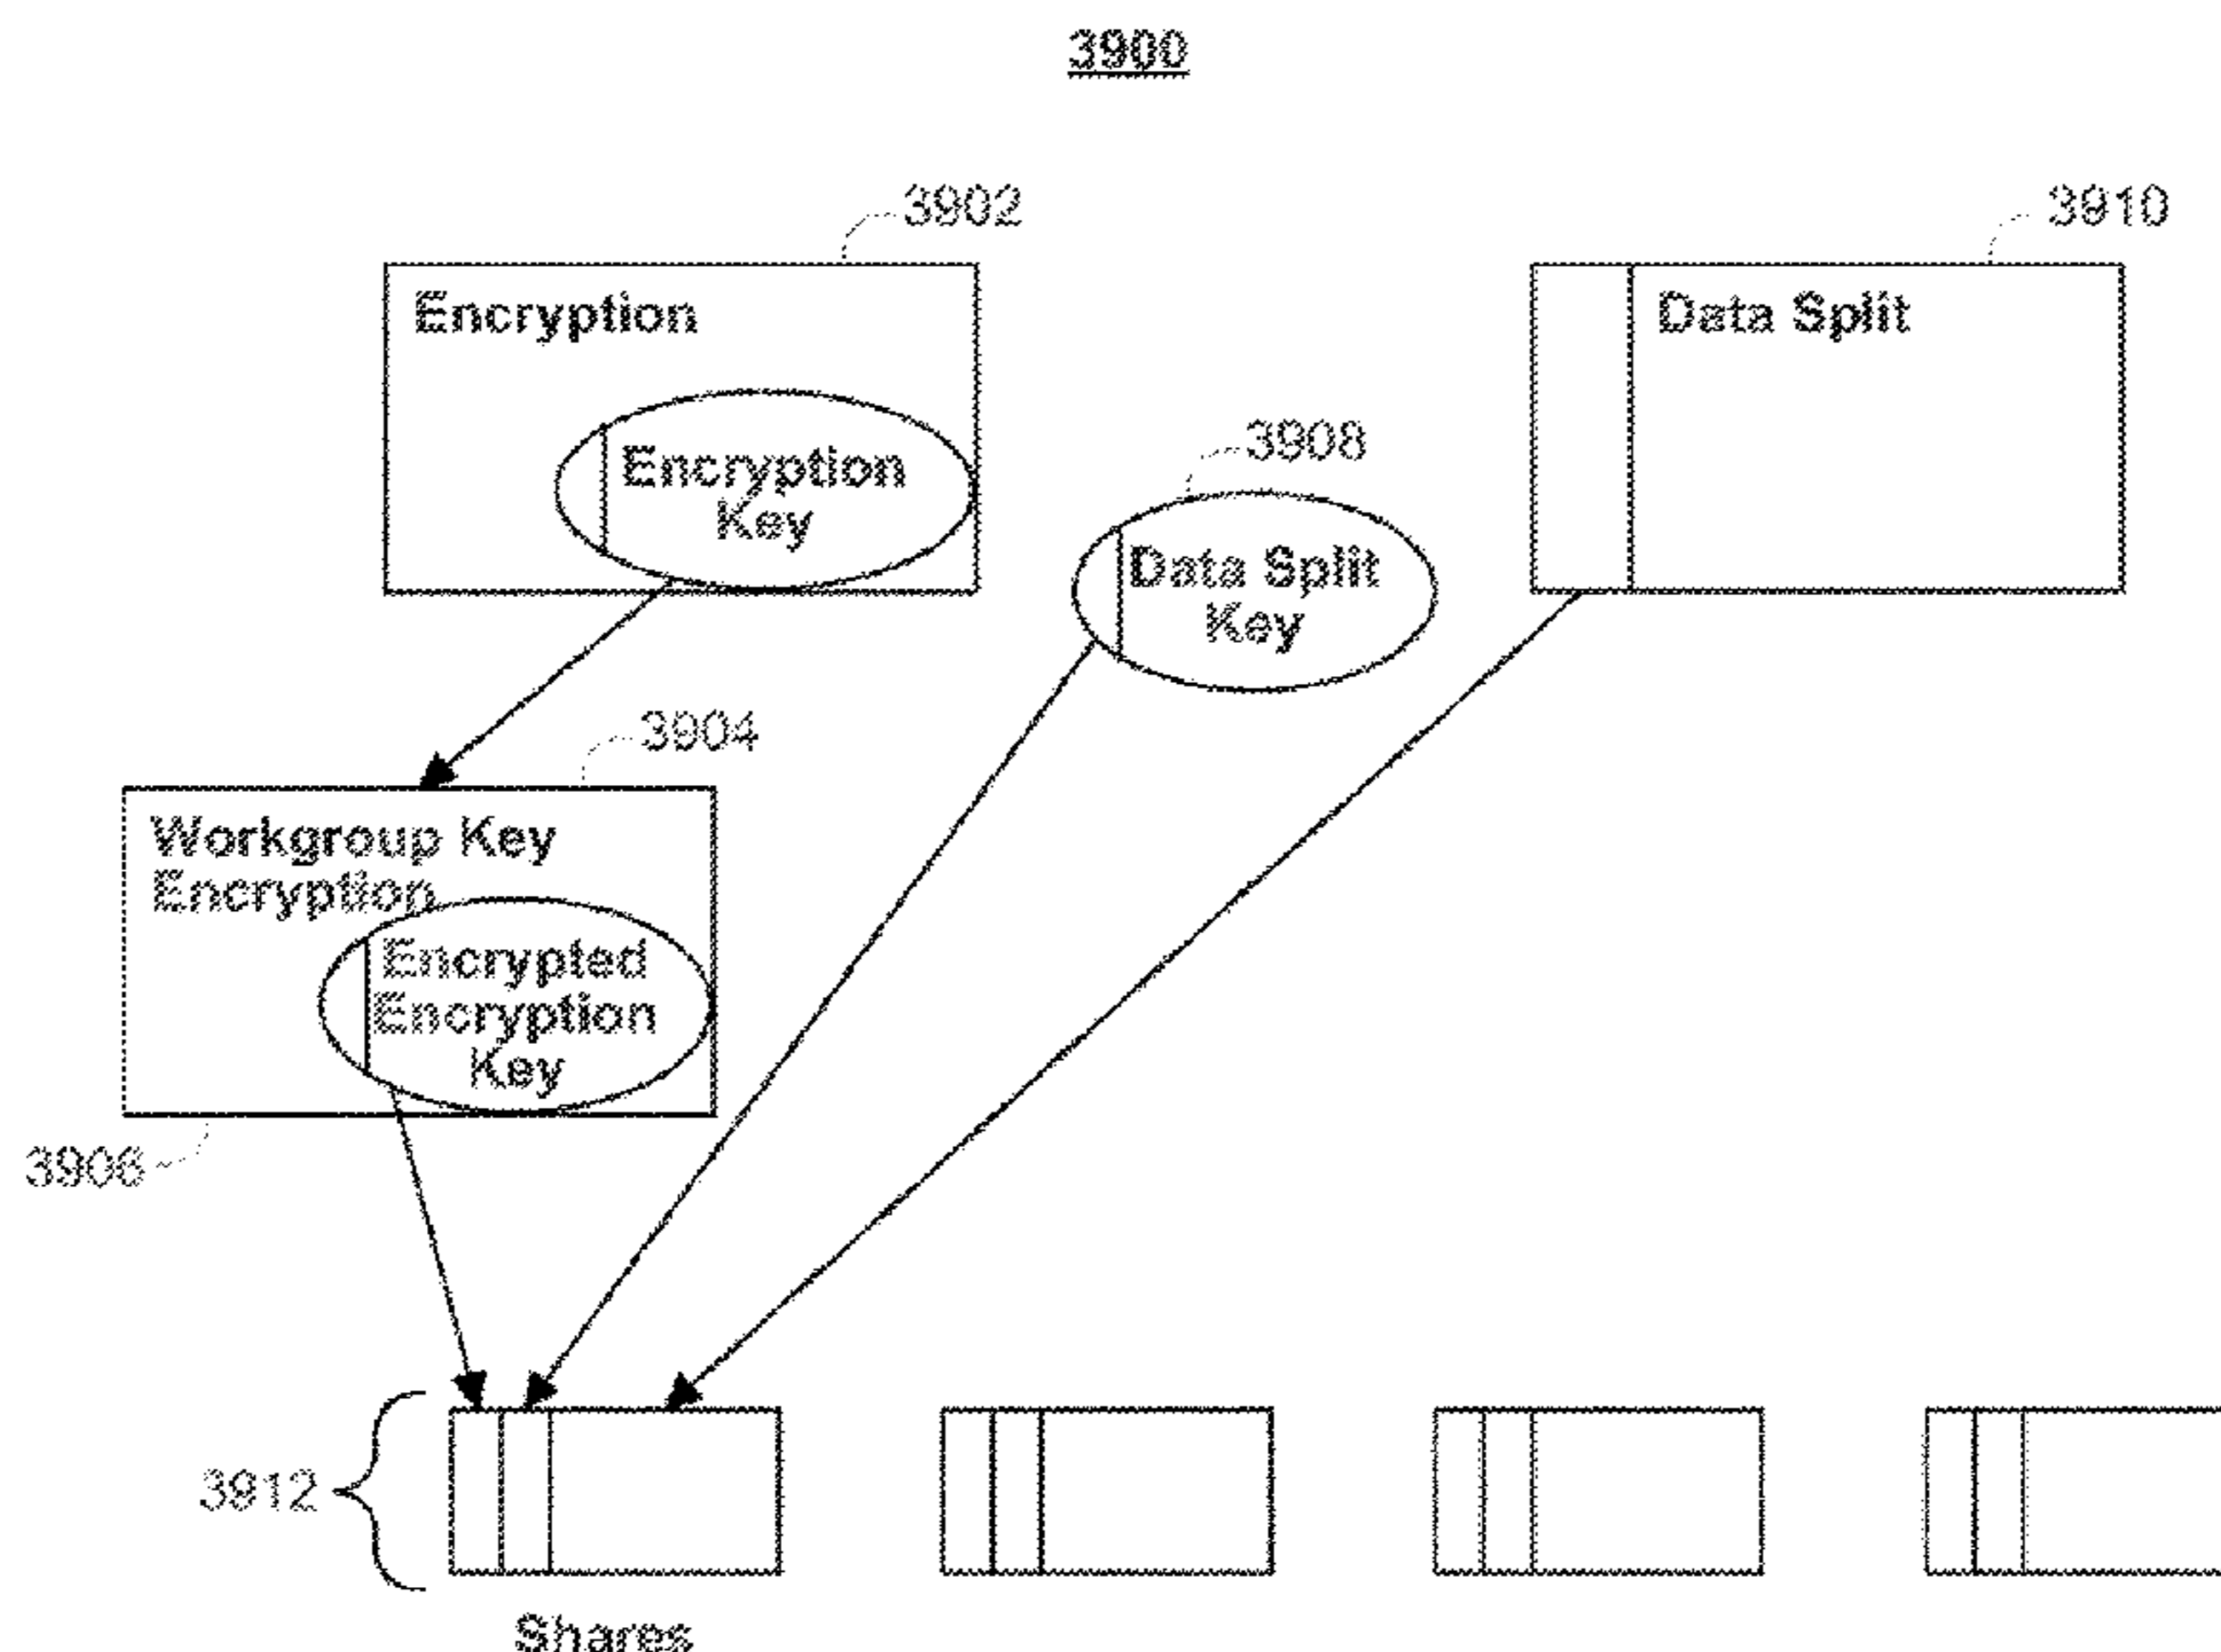 3900
3902
3910
Encryption
Data Split
Encryption
Key
3908
Data Split
Key
3904
Workgroup Key
Encryption
Encrypted
Encryption
Key
3906
3912
Shares